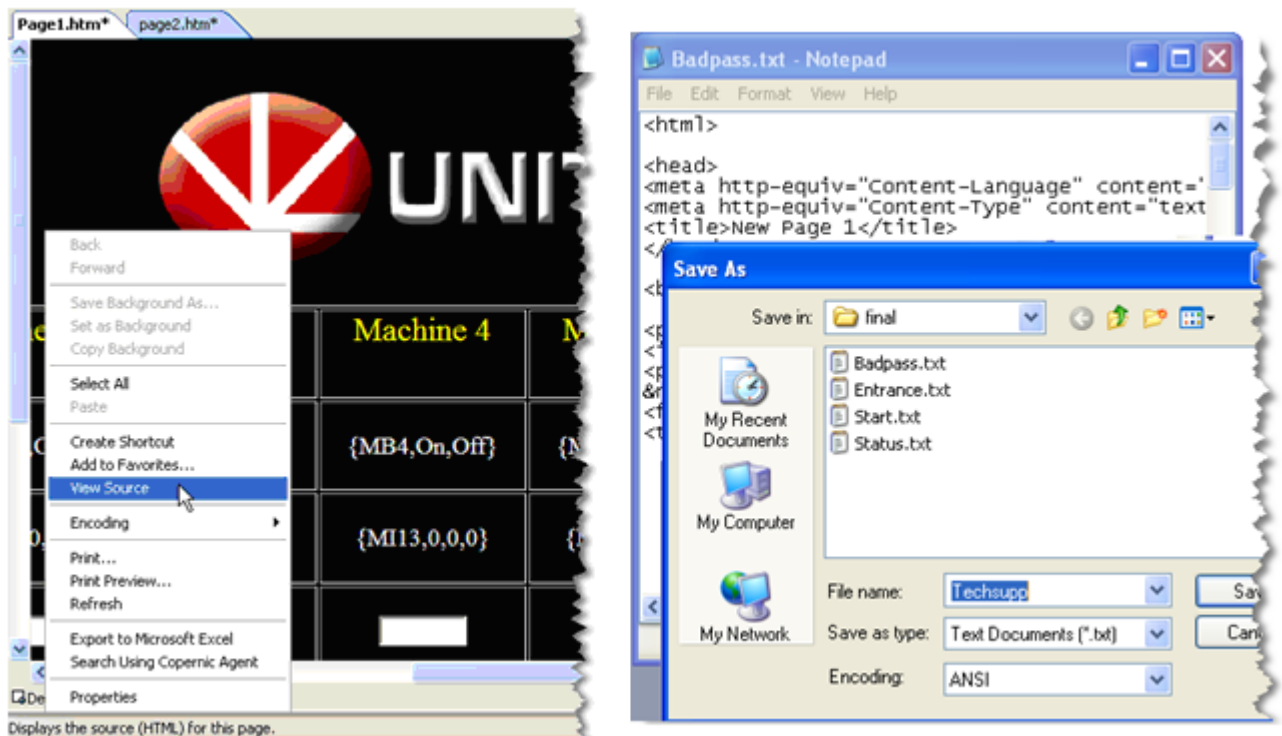 Page1.htm* page2.htm*
UNIT
Back
Forward
Save Background As...
Set as Background
Copy Background
Select All
Paste
Create Shortcut
Add to Favorites...
View Source
Encoding
Print...
Print Preview...
Refresh
Export to Microsoft Excel
Search Using Copernic Agent
Properties
Machine 4
{MB4,On,Off}
{MI13,0,0,0}
De
Displays the source (HTML) for this page.
Badpass.txt - Notepad
File Edit Format View Help
<html>
<head>
<meta http-equiv="Content-Language" content='
<meta http-equiv="Content-Type" content="text
<title>New Page 1</title>
Save As
Save in: final
Badpass.txt
Entrance.txt
Start.txt
Status.txt
My Recent
Documents
My Computer
My Network
File name: Techsupp
Save as type: Text Documents (*.txt)
Encoding: ANSI
Sav
Can